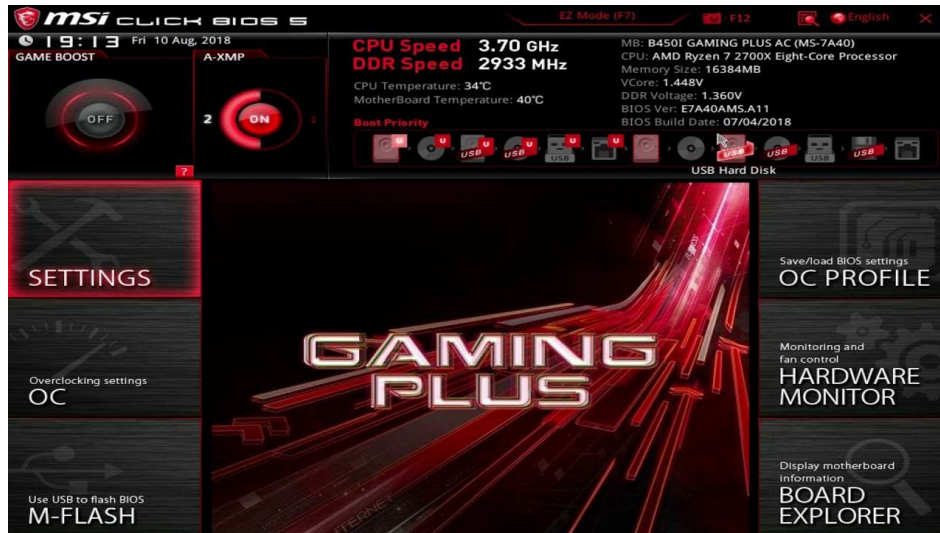 msi CLICK BIOS 5
EZ Mode (F7)
F12
English
19:13 Fri 10 Aug, 2018
GAME BOOST
OFF
A-XMP
2
ON
1
?
CPU Speed 3.70 GHz
DDR Speed 2933 MHz
CPU Temperature: 34°C
MotherBoard Temperature: 40°C
MB: B450I GAMING PLUS AC (MS-7A40)
CPU: AMD Ryzen 7 2700X Eight-Core Processor
Memory Size: 16384MB
VCore: 1.448V
DDR Voltage: 1.360V
BIOS Ver: E7A40AMS.A11
BIOS Build Date: 07/04/2018
Boot Priority
U U USB U USB U USB U U USB USB USB USB
USB Hard Disk
SETTINGS
Overclocking settings
OC
Use USB to flash BIOS
M-FLASH
GAMING
PLUS
INTERNET
Save/load BIOS settings
OC PROFILE
Monitoring and
fan control
HARDWARE
MONITOR
Display motherboard
information
BOARD
EXPLORER